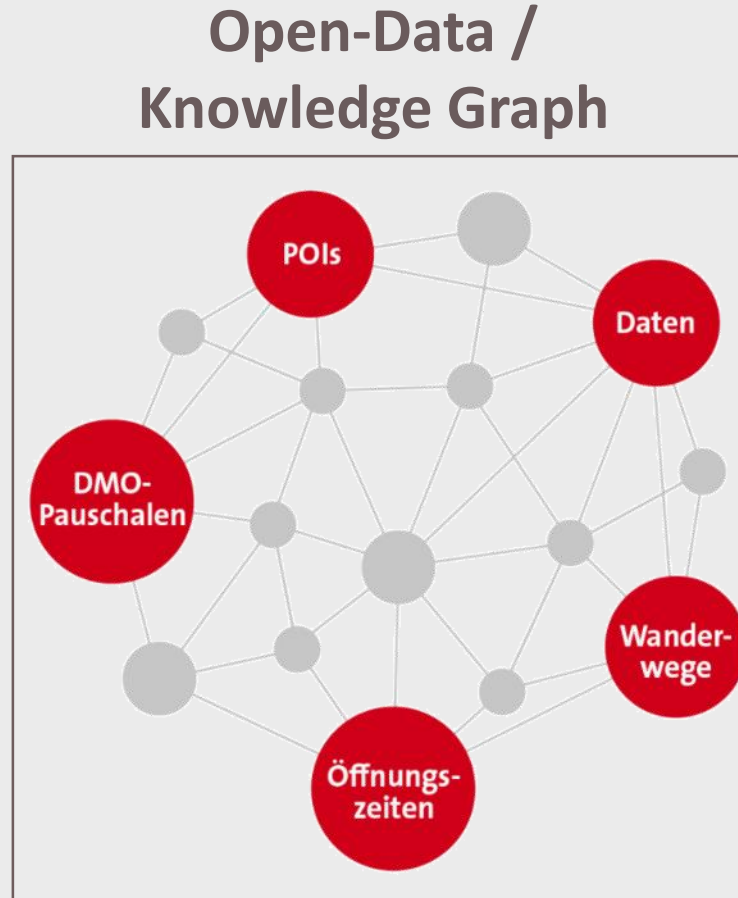 Open-Data /
Knowledge Graph
POIs
Daten
DMO-
Pauschalen
Wander-
wege
Öffnungs-
zeiten